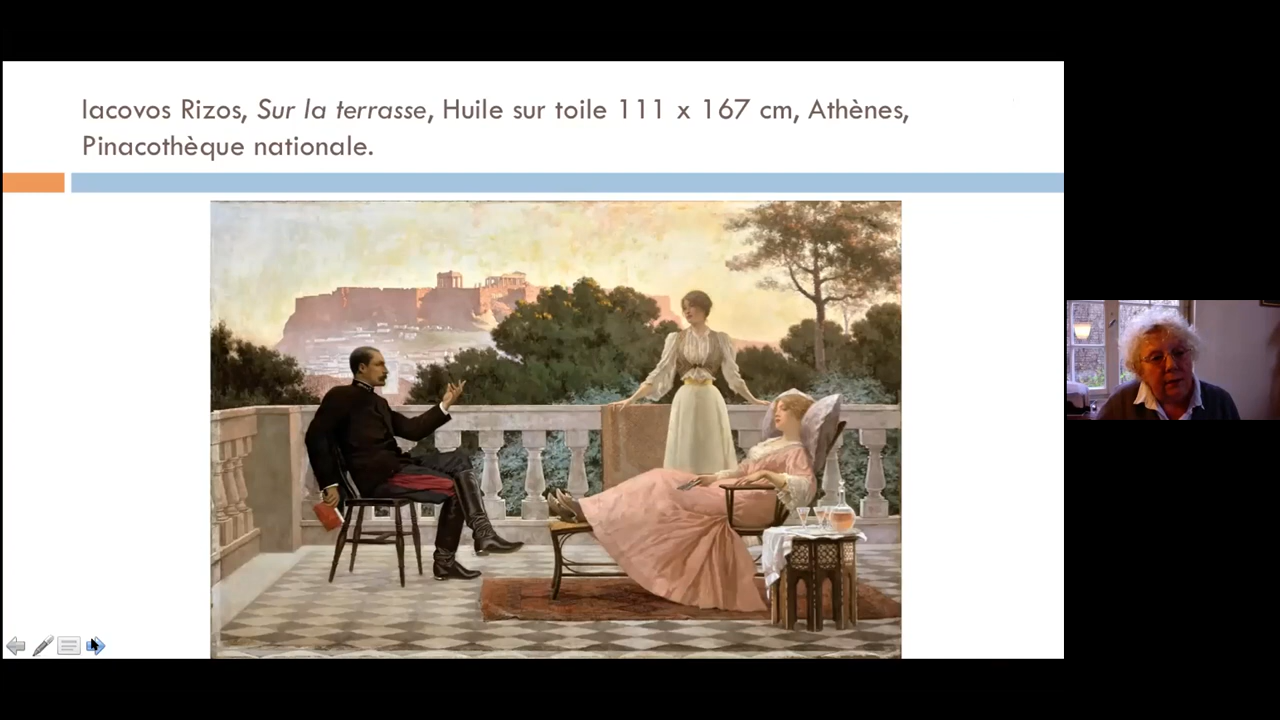 Iacovos Rizos, Sur la terrasse, Huile sur toile 111 x 167 cm, Athènes,
Pinacothèque nationale.